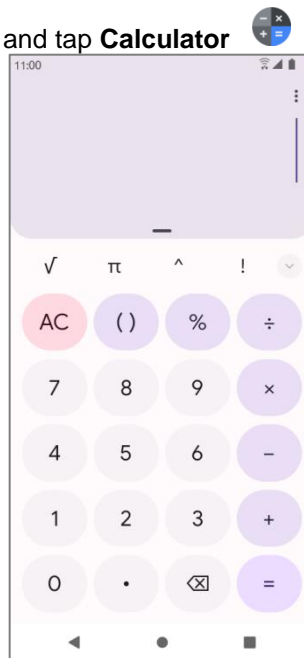 and tap Calculator
11:00
√ π ^ !
AC ( ) % ÷
7 8 9 ×
4 5 6 −
1 2 3 +
0 . =